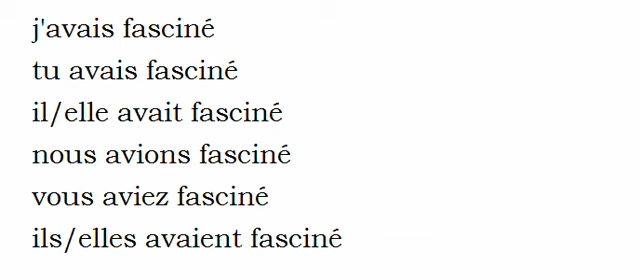 j'avais fasciné
tu avais fasciné
il/elle avait fasciné
nous avions fasciné
vous aviez fasciné
ils/elles avaient fasciné